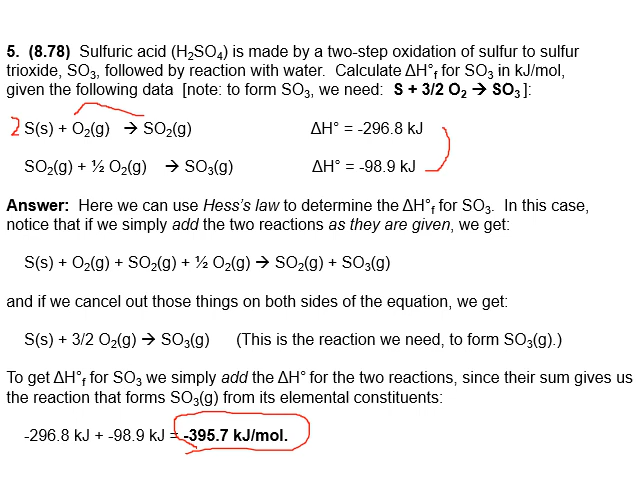 5. (8.78) Sulfuric acid (H₂SO₄) is made by a two-step oxidation of sulfur to sulfur
trioxide, SO₃, followed by reaction with water. Calculate ΔH°f for SO₃ in kJ/mol,
given the following data [note: to form SO₃, we need: S + 3/2 O₂ → SO₃]:
2 S(s) + O₂(g) → SO₂(g) ΔH° = -296.8 kJ
SO₂(g) + ½ O₂(g) → SO₃(g) ΔH° = -98.9 kJ
Answer: Here we can use Hess's law to determine the ΔH°f for SO₃. In this case,
notice that if we simply add the two reactions as they are given, we get:
S(s) + O₂(g) + SO₂(g) + ½ O₂(g) → SO₂(g) + SO₃(g)
and if we cancel out those things on both sides of the equation, we get:
S(s) + 3/2 O₂(g) → SO₃(g) (This is the reaction we need, to form SO₃(g).)
To get ΔH°f for SO₃ we simply add the ΔH° for the two reactions, since their sum gives us
the reaction that forms SO₃(g) from its elemental constituents:
-296.8 kJ + -98.9 kJ = -395.7 kJ/mol.